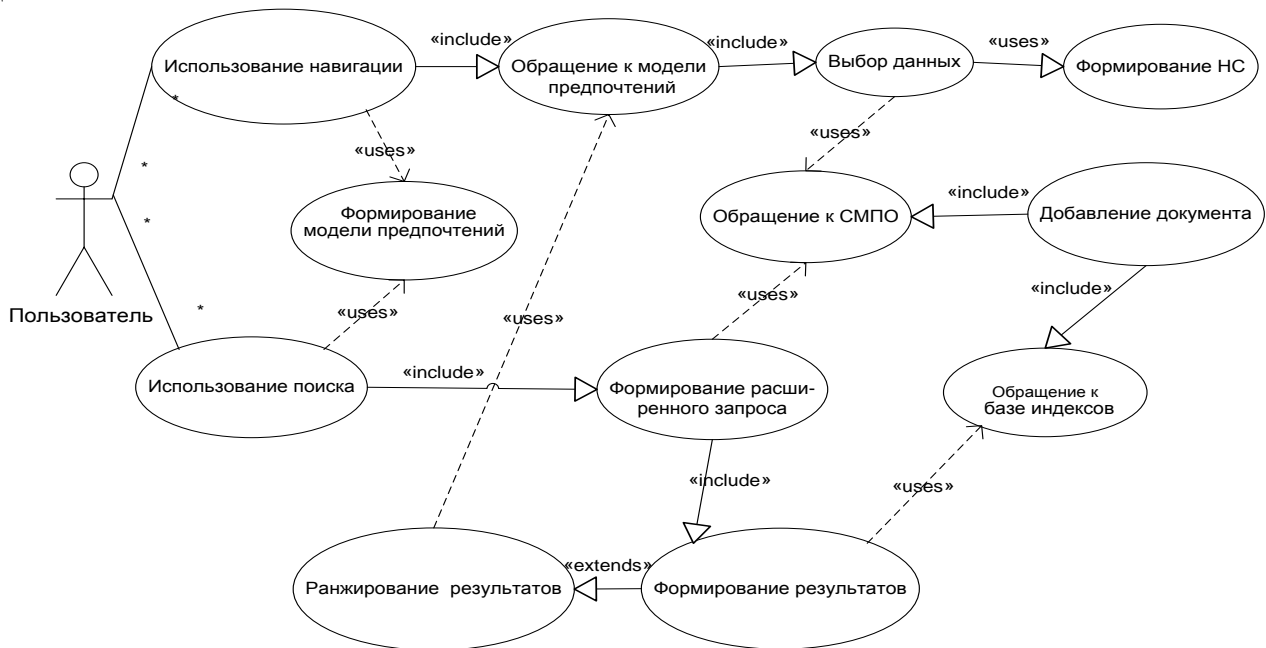 «include»
«include»
«uses»
Использование навигации
Обращение к модели
предпочтений
Выбор данных
Формирование НС
*
«uses»
«uses»
*
Формирование
модели предпочтений
Обращение к СМПО
«include»
Добавление документа
*
*
«uses»
«uses»
«uses»
«include»
Пользователь
Использование поиска
«include»
Формирование расши-
ренного запроса
Обращение к
базе индексов
«include»
«uses»
«extends»
Ранжирование результатов
Формирование результатов